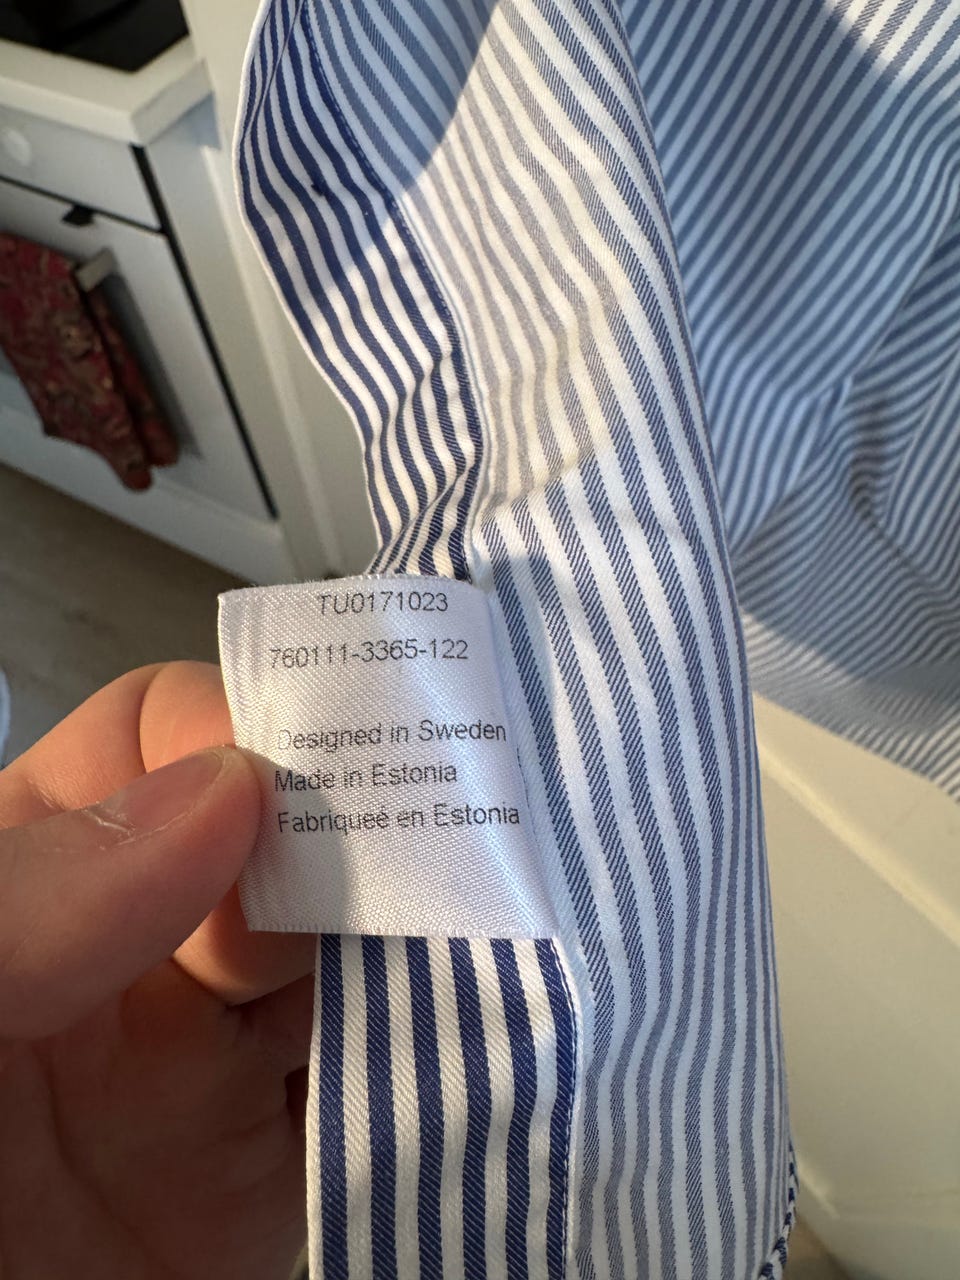 TU0171023
760111-3365-122
Designed in Sweden
Made in Estonia
Fabriqueé en Estonia